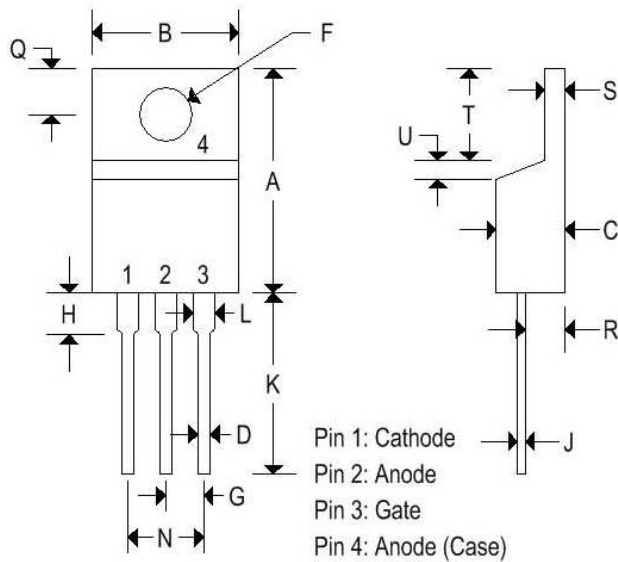 B
F
Q
4
A
1 2 3
H
L
K
D
G
N
T
S
U
C
R
J
Pin 1: Cathode
Pin 2: Anode
Pin 3: Gate
Pin 4: Anode (Case)